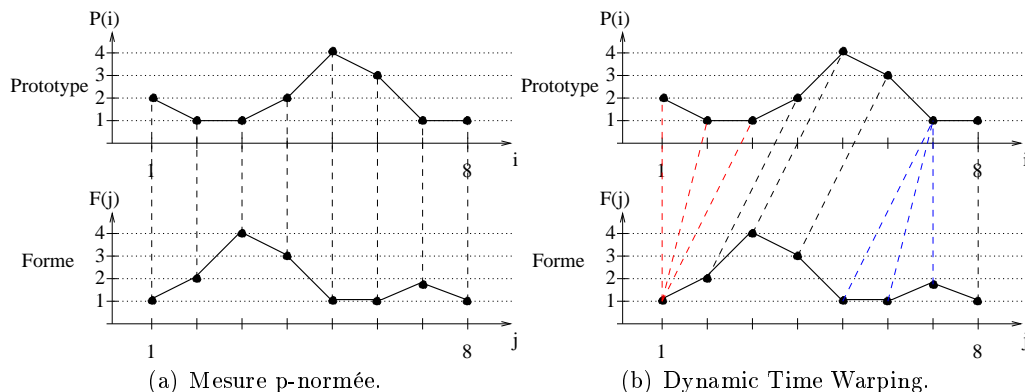 P(i)
4
3
Prototype
2
1
1
8
i
F(j)
4
3
Forme
2
1
1
8
j
(a) Mesure p-normée.
P(i)
4
3
Prototype
2
1
1
8
i
F(j)
4
3
Forme
2
1
1
8
j
(b) Dynamic Time Warping.